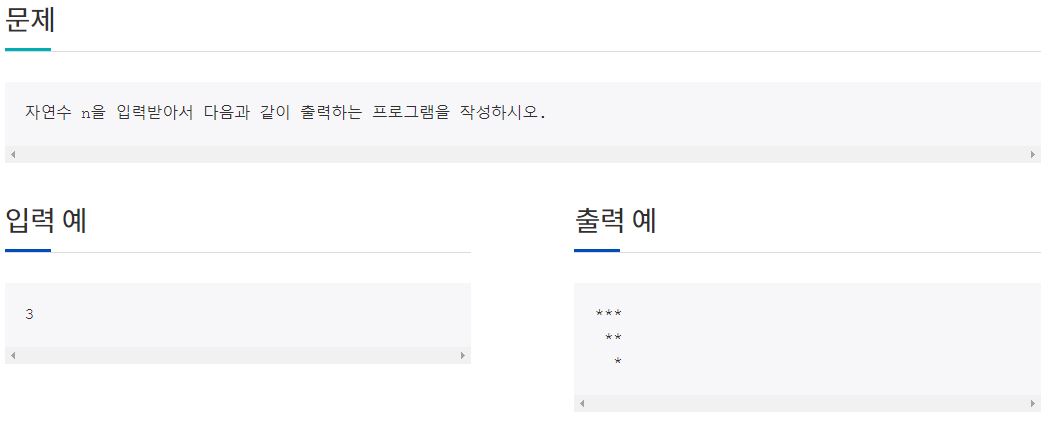 문제
자연수 n을 입력받아서 다음과 같이 출력하는 프로그램을 작성하시오.
입력 예
3
출력 예
***
 **
  *